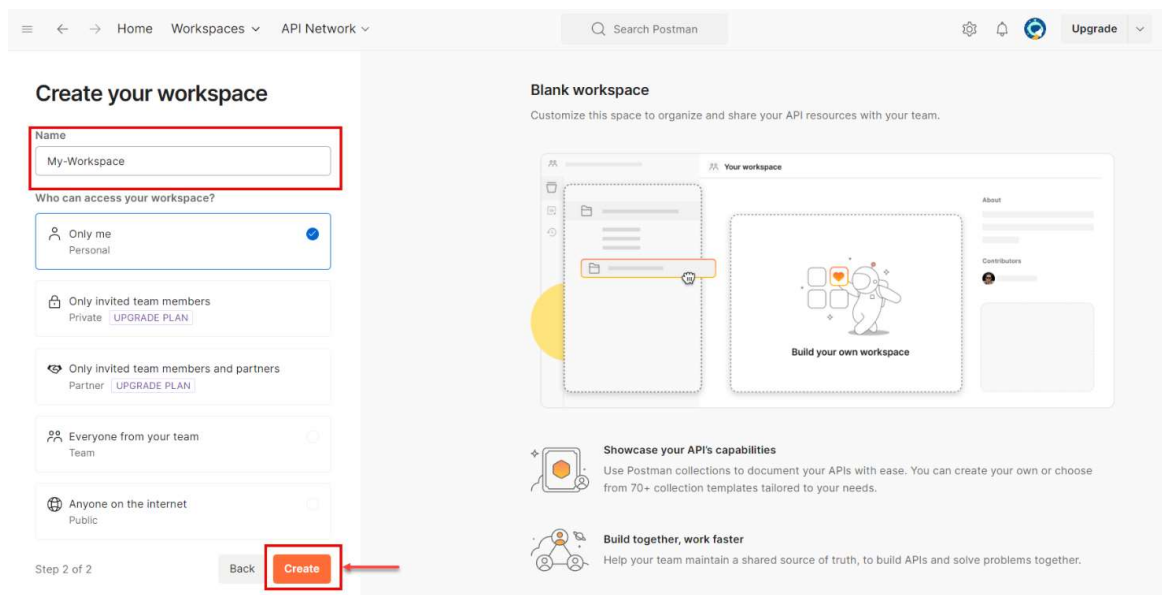 Home Workspaces API Network Search Postman Upgrade
Create your workspace
Name
My-Workspace
Who can access your workspace?
Only me
Personal
Only invited team members
Private UPGRADE PLAN
Only invited team members and partners
Partner UPGRADE PLAN
Everyone from your team
Team
Anyone on the internet
Public
Step 2 of 2 Back Create
Blank workspace
Customize this space to organize and share your API resources with your team.
Your workspace
About
Contributors
Build your own workspace
Showcase your API's capabilities
Use Postman collections to document your APIs with ease. You can create your own or choose
from 70+ collection templates tailored to your needs.
Build together, work faster
Help your team maintain a shared source of truth, to build APIs and solve problems together.